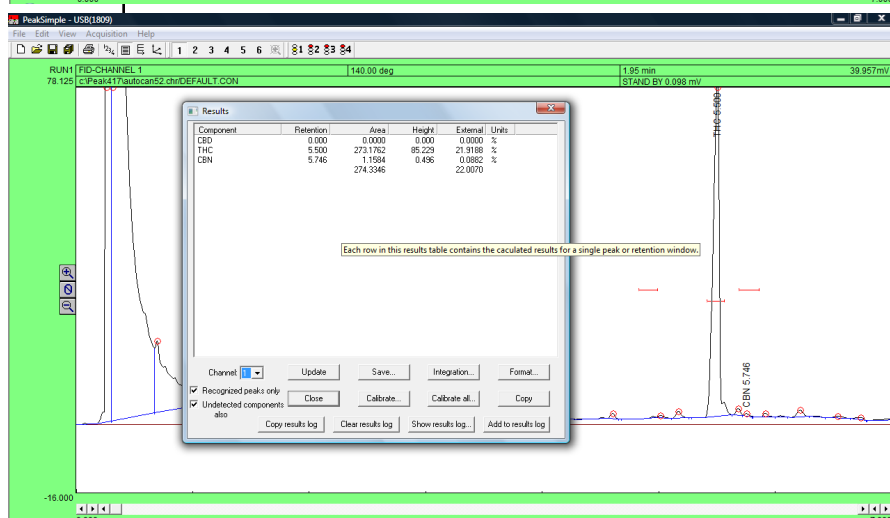 PeakSimple - USB(1809)
File Edit View Acquisition Help
1 2 3 4 5 6 81 82 83 84
RUN1 FID-CHANNEL 1 140.00 deg 1.95 min 39.957mV
78.125 c:\Peak417\autocan52.chr/DEFAULT.CON STAND BY 0.098 mV
Results
Component Retention Area Height External Units
CBD 0.000 0.0000 0.000 0.0000 %
THC 5.500 273.1762 85.229 21.9188 %
CBN 5.746 1.1584 0.496 0.0882 %
274.3346 22.0070
THC 5.500
Each row in this results table contains the caculated results for a single peak or retention window.
CBN 5.746
Channel: 1 Update Save... Integration... Format...
Recognized peaks only
Undetected components also
Close Calibrate... Calibrate all... Copy
Copy results log Clear results log Show results log... Add to results log
-16.000